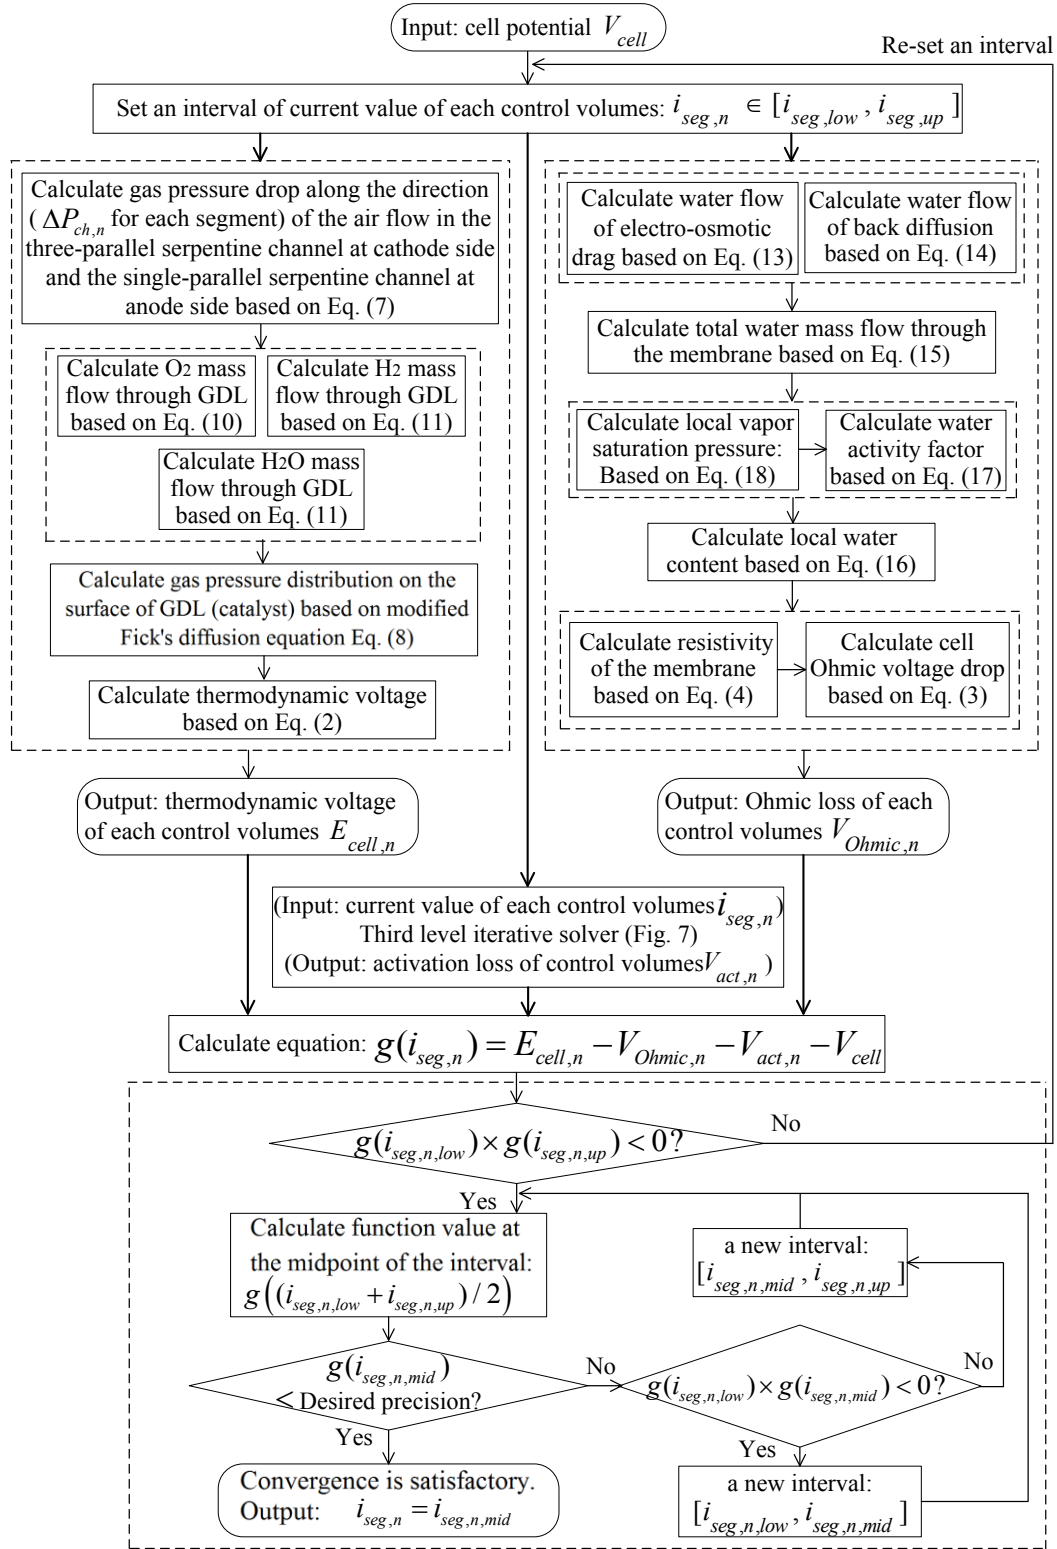 Input: cell potential V_cell
Re-set an interval
Set an interval of current value of each control volumes: i_seg,n ∈ [i_seg,low , i_seg,up ]
Calculate gas pressure drop along the direction
( ΔP_ch,n for each segment) of the air flow in the
three-parallel serpentine channel at cathode side
and the single-parallel serpentine channel at
anode side based on Eq. (7)
Calculate O2 mass
flow through GDL
based on Eq. (10)
Calculate H2 mass
flow through GDL
based on Eq. (11)
Calculate H2O mass
flow through GDL
based on Eq. (11)
Calculate gas pressure distribution on the
surface of GDL (catalyst) based on modified
Fick's diffusion equation Eq. (8)
Calculate thermodynamic voltage
based on Eq. (2)
Output: thermodynamic voltage
of each control volumes E_cell,n
Calculate water flow
of electro-osmotic
drag based on Eq. (13)
Calculate water flow
of back diffusion
based on Eq. (14)
Calculate total water mass flow through
the membrane based on Eq. (15)
Calculate local vapor
saturation pressure:
Based on Eq. (18)
Calculate water
activity factor
based on Eq. (17)
Calculate local water
content based on Eq. (16)
Calculate resistivity
of the membrane
based on Eq. (4)
Calculate cell
Ohmic voltage drop
based on Eq. (3)
Output: Ohmic loss of each
control volumes V_Ohmic,n
(Input: current value of each control volumes i_seg,n )
Third level iterative solver (Fig. 7)
(Output: activation loss of control volumes V_act,n )
Calculate equation: g(i_seg,n) = E_cell,n − V_Ohmic,n − V_act,n − V_cell
g(i_seg,n,low) × g(i_seg,n,up) < 0?
No
Yes
Calculate function value at
the midpoint of the interval:
g((i_seg,n,low + i_seg,n,up) / 2)
a new interval:
[i_seg,n,mid , i_seg,n,up ]
g(i_seg,n,mid)
< Desired precision?
No
g(i_seg,n,low) × g(i_seg,n,mid) < 0?
No
Yes
Yes
Convergence is satisfactory.
Output: i_seg,n = i_seg,n,mid
a new interval:
[i_seg,n,low , i_seg,n,mid ]